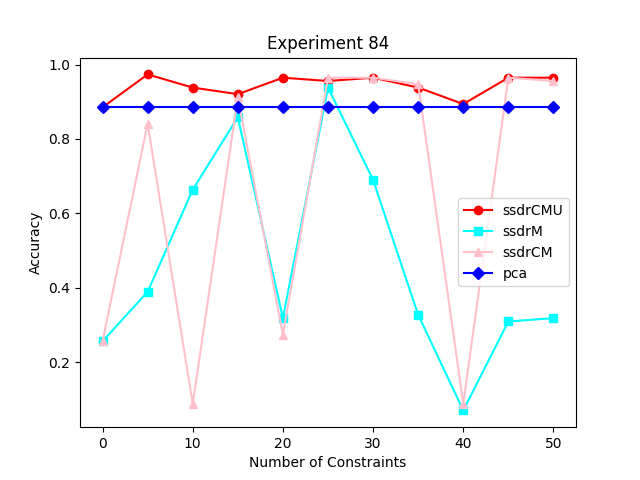 Experiment 84
1.0
0.8
0.6
0.4
0.2
Accuracy
ssdrCMU
ssdrM
ssdrCM
pca
0 10 20 30 40 50
Number of Constraints